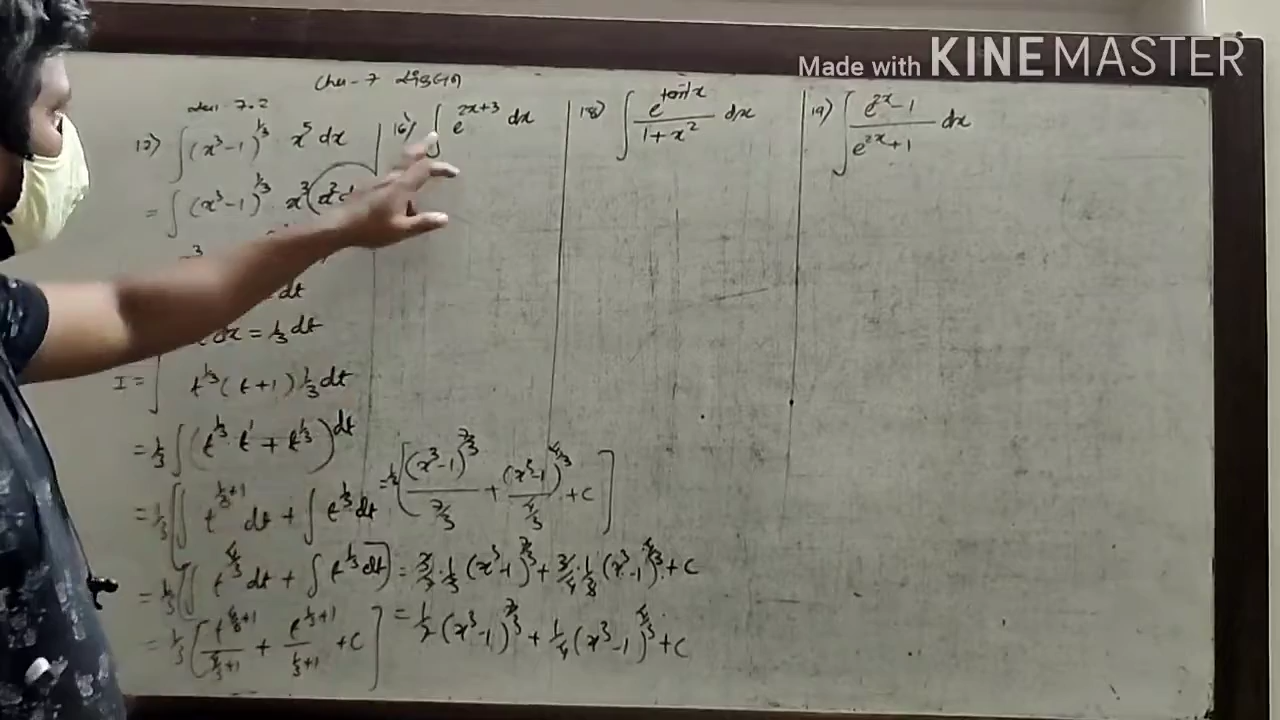 Made with KINEMASTER
12) ∫(x³-1)^⅓ x⁵ dx
= ∫(x³-1)^⅓ x³(x²d
dt
dx = ⅓ dt
I = ∫ t^⅓ (t+1) ⅓ dt
= ⅓ ∫(t^⅓ · t¹ + t^⅓) dt
= ⅓ [∫ t^(⅓+1) dt + ∫ t^⅓ dt
= ⅓ [∫ t^(4/3) dt + ∫ t^⅓ dt]
= ⅓ [t^(4/3+1)/(4/3+1) + t^(⅓+1)/(⅓+1) + c]
= ⅓ [(x³-1)^(7/3)/(7/3) + (x³-1)^(4/3)/(4/3) + c]
= 3/7 · ⅓ (x³-1)^(7/3) + 3/4 · ⅓ (x³-1)^(4/3) + c
= 1/7 (x³-1)^(7/3) + 1/4 (x³-1)^(4/3) + c
16) ∫ e^(2x+3) dx
18) ∫ e^(tan⁻¹x)/(1+x²) dx
19) ∫ (e^(2x)-1)/(e^(2x)+1) dx